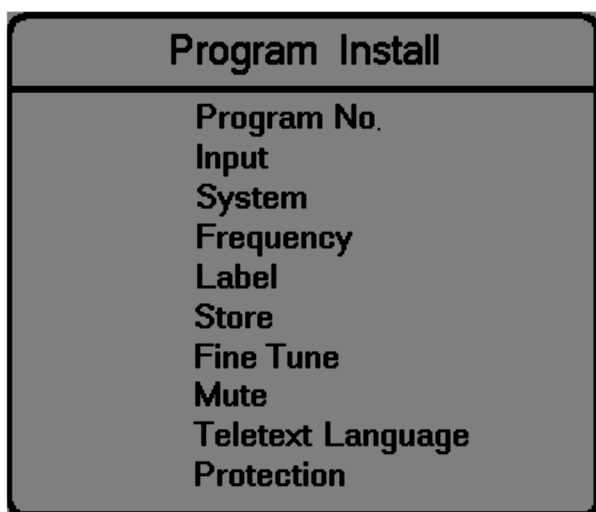 Program Install
Program No.
Input
System
Frequency
Label
Store
Fine Tune
Mute
Teletext Language
Protection